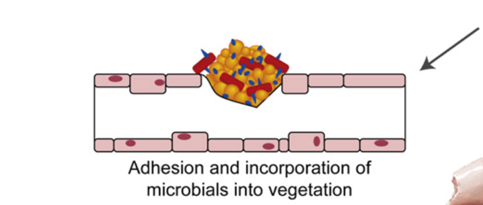 Adhesion and incorporation of
microbials into vegetation